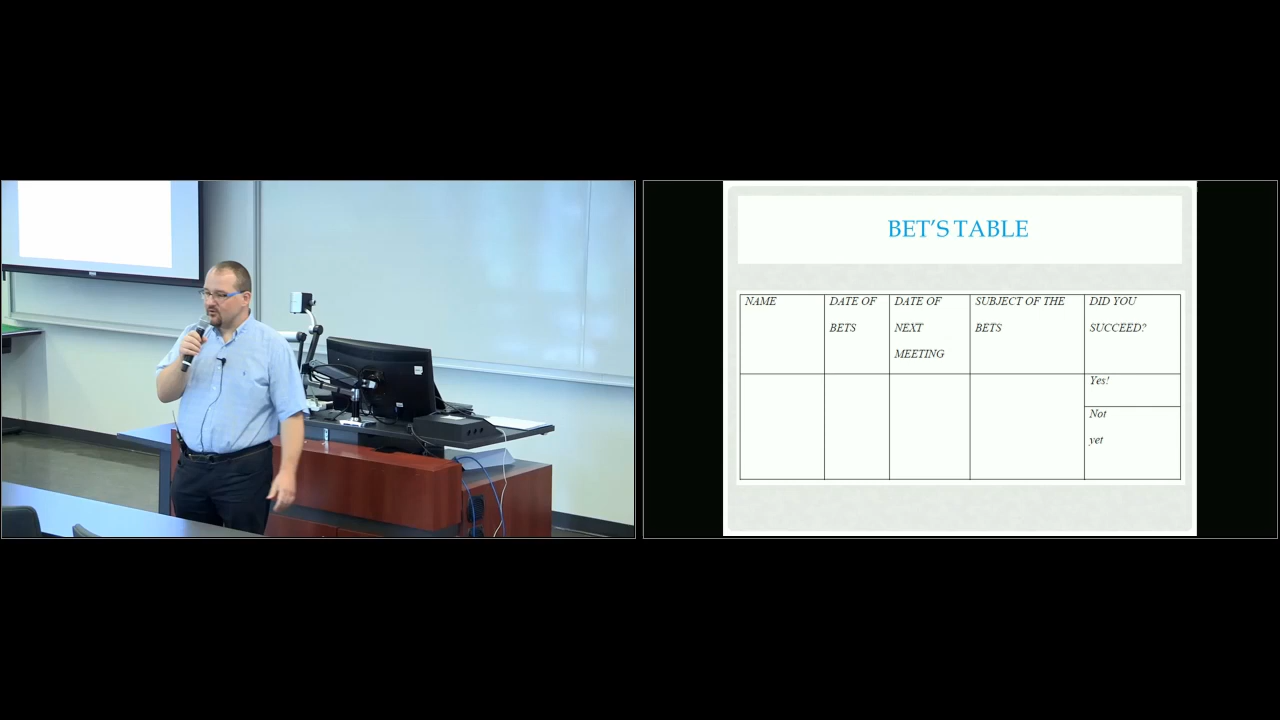 BET'S TABLE
NAME
DATE OF
BETS
DATE OF
NEXT
MEETING
SUBJECT OF THE
BETS
DID YOU
SUCCEED?
Yes!
Not
yet